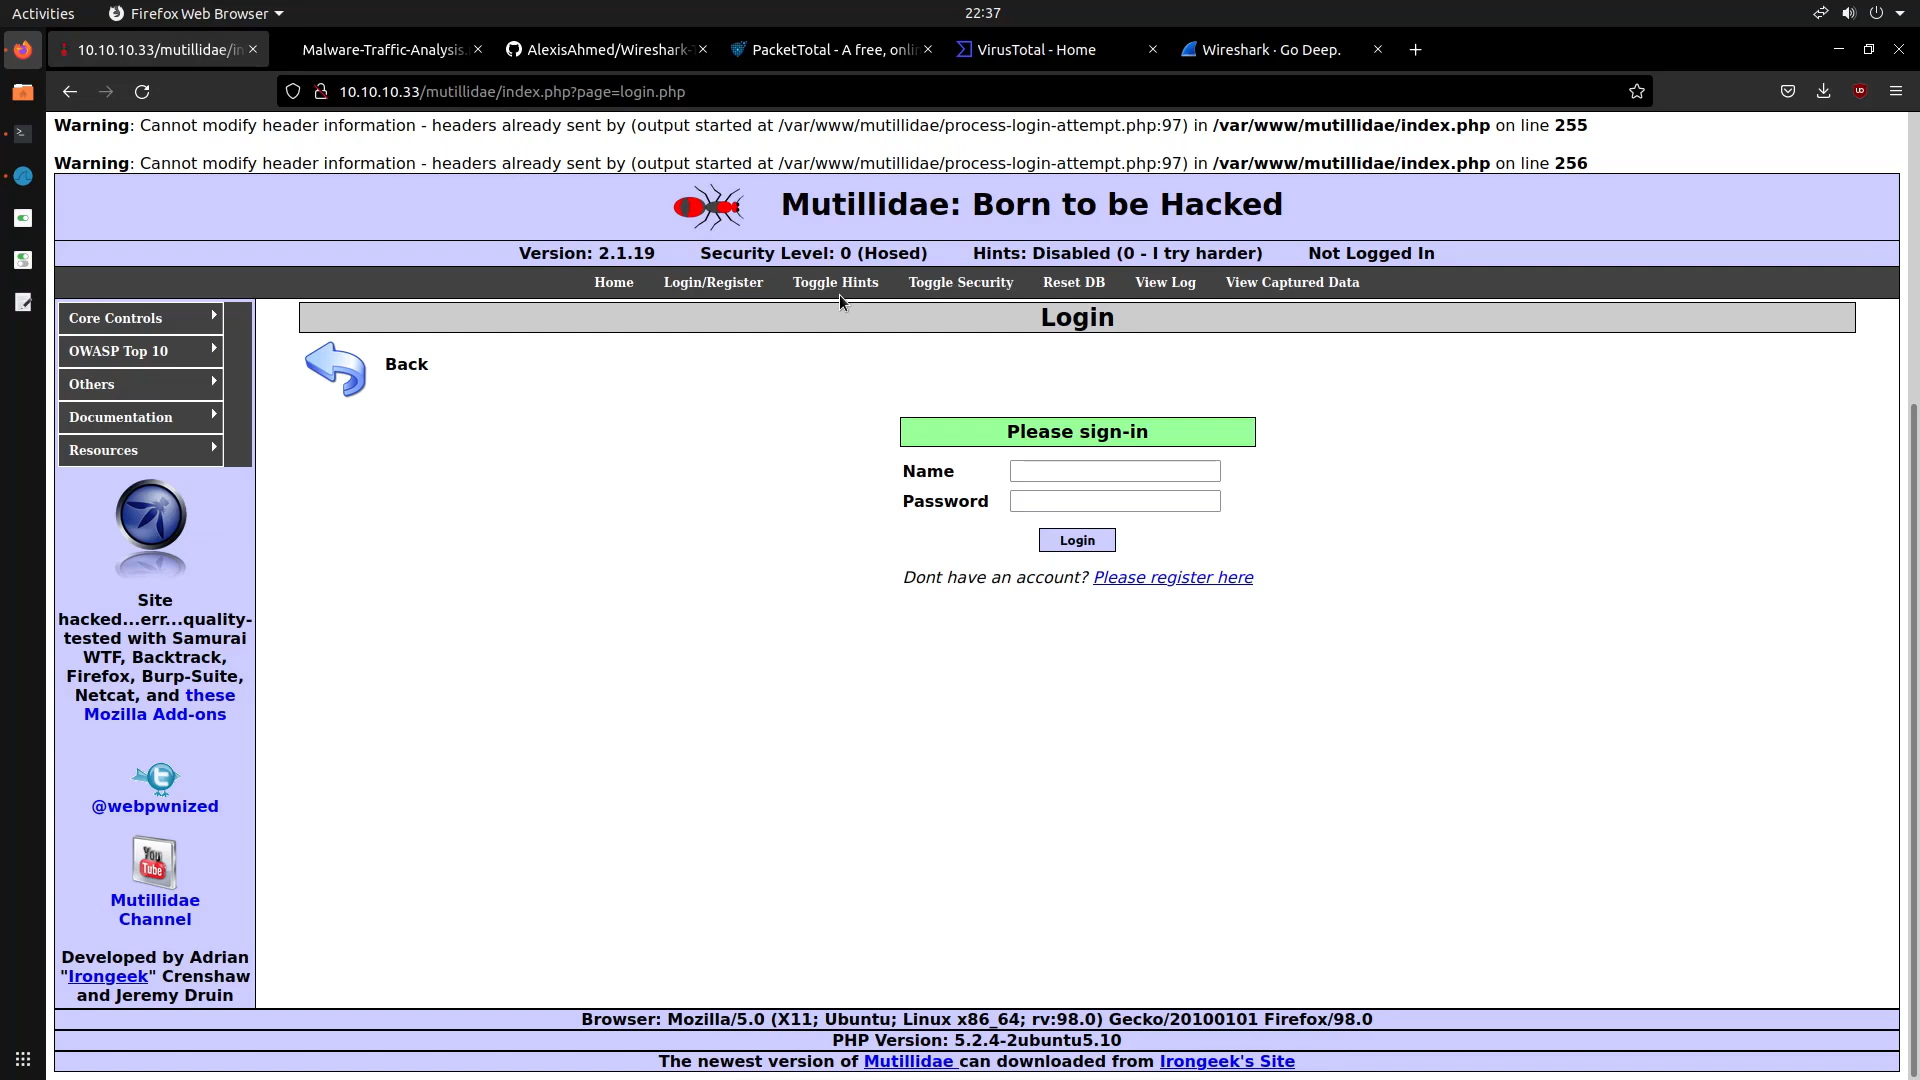 Activities
Firefox Web Browser
22:37
10.10.10.33/mutillidae/in
Malware-Traffic-Analysis.
AlexisAhmed/Wireshark-
PacketTotal - A free, onli
VirusTotal - Home
Wireshark · Go Deep.
10.10.10.33/mutillidae/index.php?page=login.php
Warning: Cannot modify header information - headers already sent by (output started at /var/www/mutillidae/process-login-attempt.php:97) in /var/www/mutillidae/index.php on line 255
Warning: Cannot modify header information - headers already sent by (output started at /var/www/mutillidae/process-login-attempt.php:97) in /var/www/mutillidae/index.php on line 256
Mutillidae: Born to be Hacked
Version: 2.1.19 Security Level: 0 (Hosed) Hints: Disabled (0 - I try harder) Not Logged In
Home Login/Register Toggle Hints Toggle Security Reset DB View Log View Captured Data
Core Controls
OWASP Top 10
Others
Documentation
Resources
Site
hacked...err...quality-
tested with Samurai
WTF, Backtrack,
Firefox, Burp-Suite,
Netcat, and these
Mozilla Add-ons
@webpwnized
You
Tube
Mutillidae
Channel
Developed by Adrian
"Irongeek" Crenshaw
and Jeremy Druin
Login
Back
Please sign-in
Name
Password
Login
Dont have an account? Please register here
Browser: Mozilla/5.0 (X11; Ubuntu; Linux x86_64; rv:98.0) Gecko/20100101 Firefox/98.0
PHP Version: 5.2.4-2ubuntu5.10
The newest version of Mutillidae can downloaded from Irongeek's Site